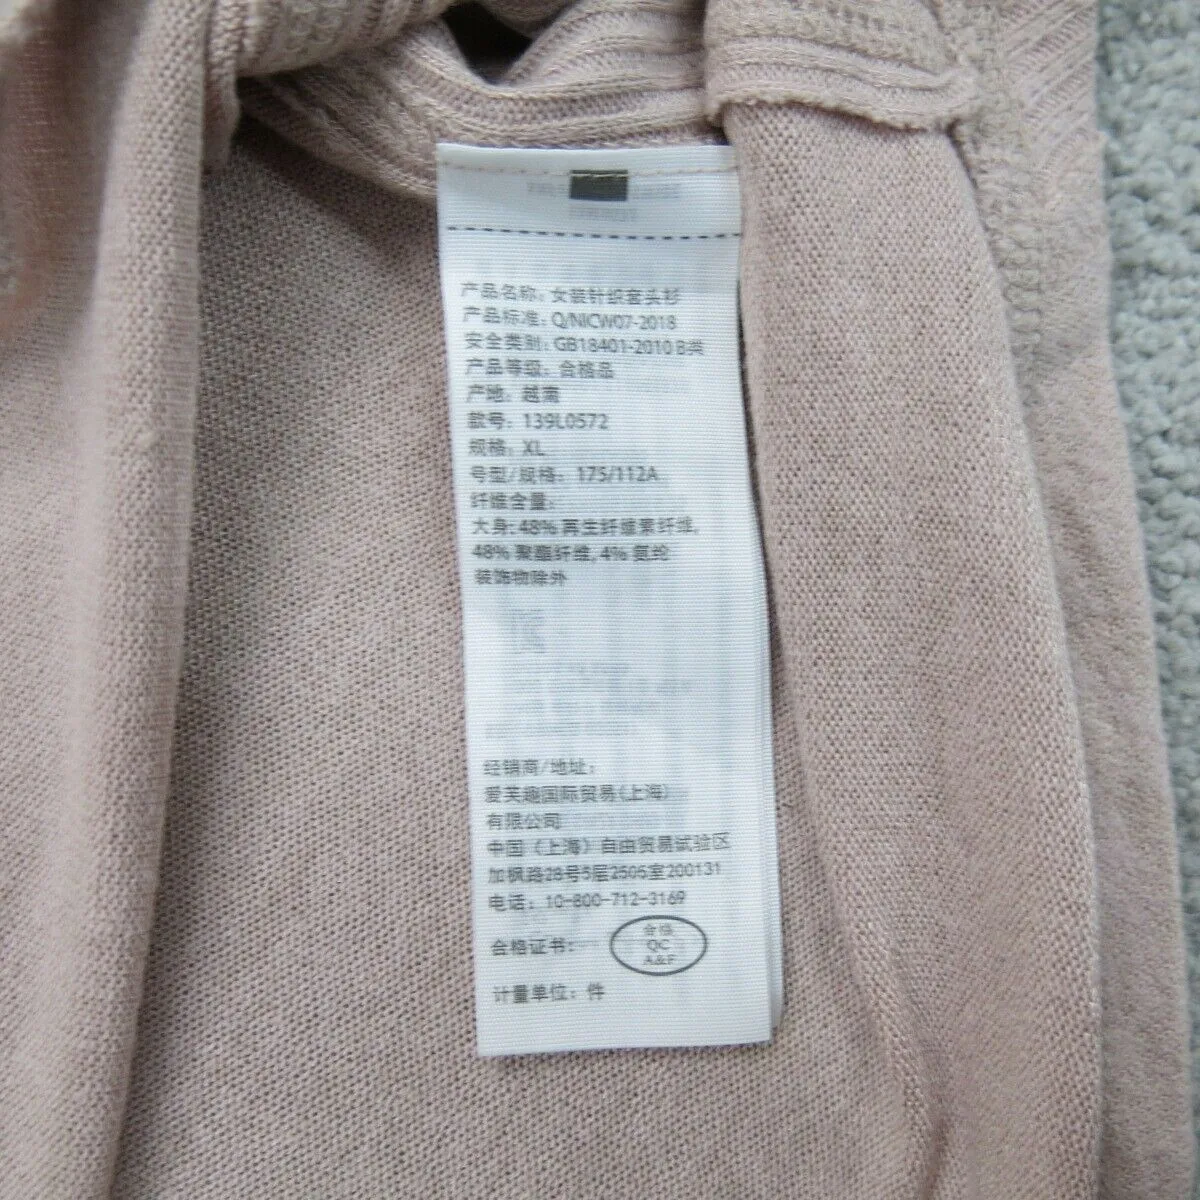 产品名称: 女装针织套头衫
产品标准: Q/NICW07-2018
安全类别: GB18401-2010 B类
产品等级: 合格品
产地: 越南
款号: 139L0572
规格: XL
号型/规格: 175/112A
纤维含量:
大身: 48% 再生纤维素纤维,
48% 聚酯纤维, 4% 氨纶
装饰物除外
经销商/地址:
爱芙趣国际贸易(上海)
有限公司
中国(上海)自由贸易试验区
加枫路28号5层2505室200131
电话: 10-800-712-3169
合格证书:
合格
QC
A&F
计量单位: 件